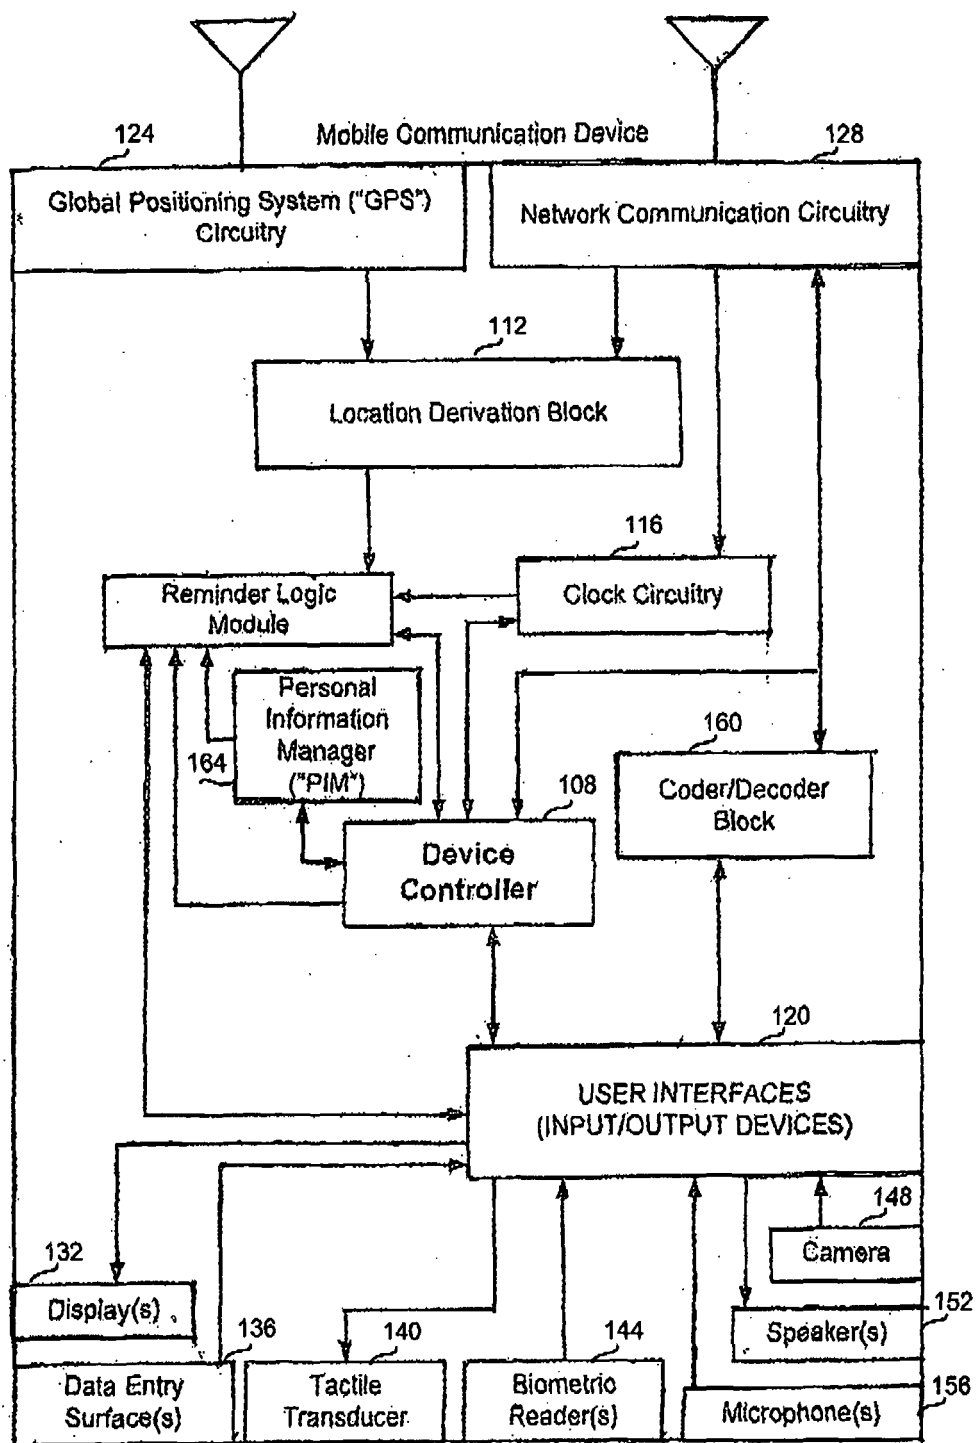 Mobile Communication Device
124
128
Global Positioning System ("GPS")
Circuitry
Network Communication Circuitry
112
Location Derivation Block
116
Clock Circuitry
Reminder Logic
Module
Personal
Information
Manager
("PIM")
164
160
Coder/Decoder
Block
108
Device
Controller
120
USER INTERFACES
(INPUT/OUTPUT DEVICES)
148
Camera
132
Display(s)
152
Speaker(s)
136
Data Entry
Surface(s)
140
Tactile
Transducer
144
Biometric
Reader(s)
156
Microphone(s)